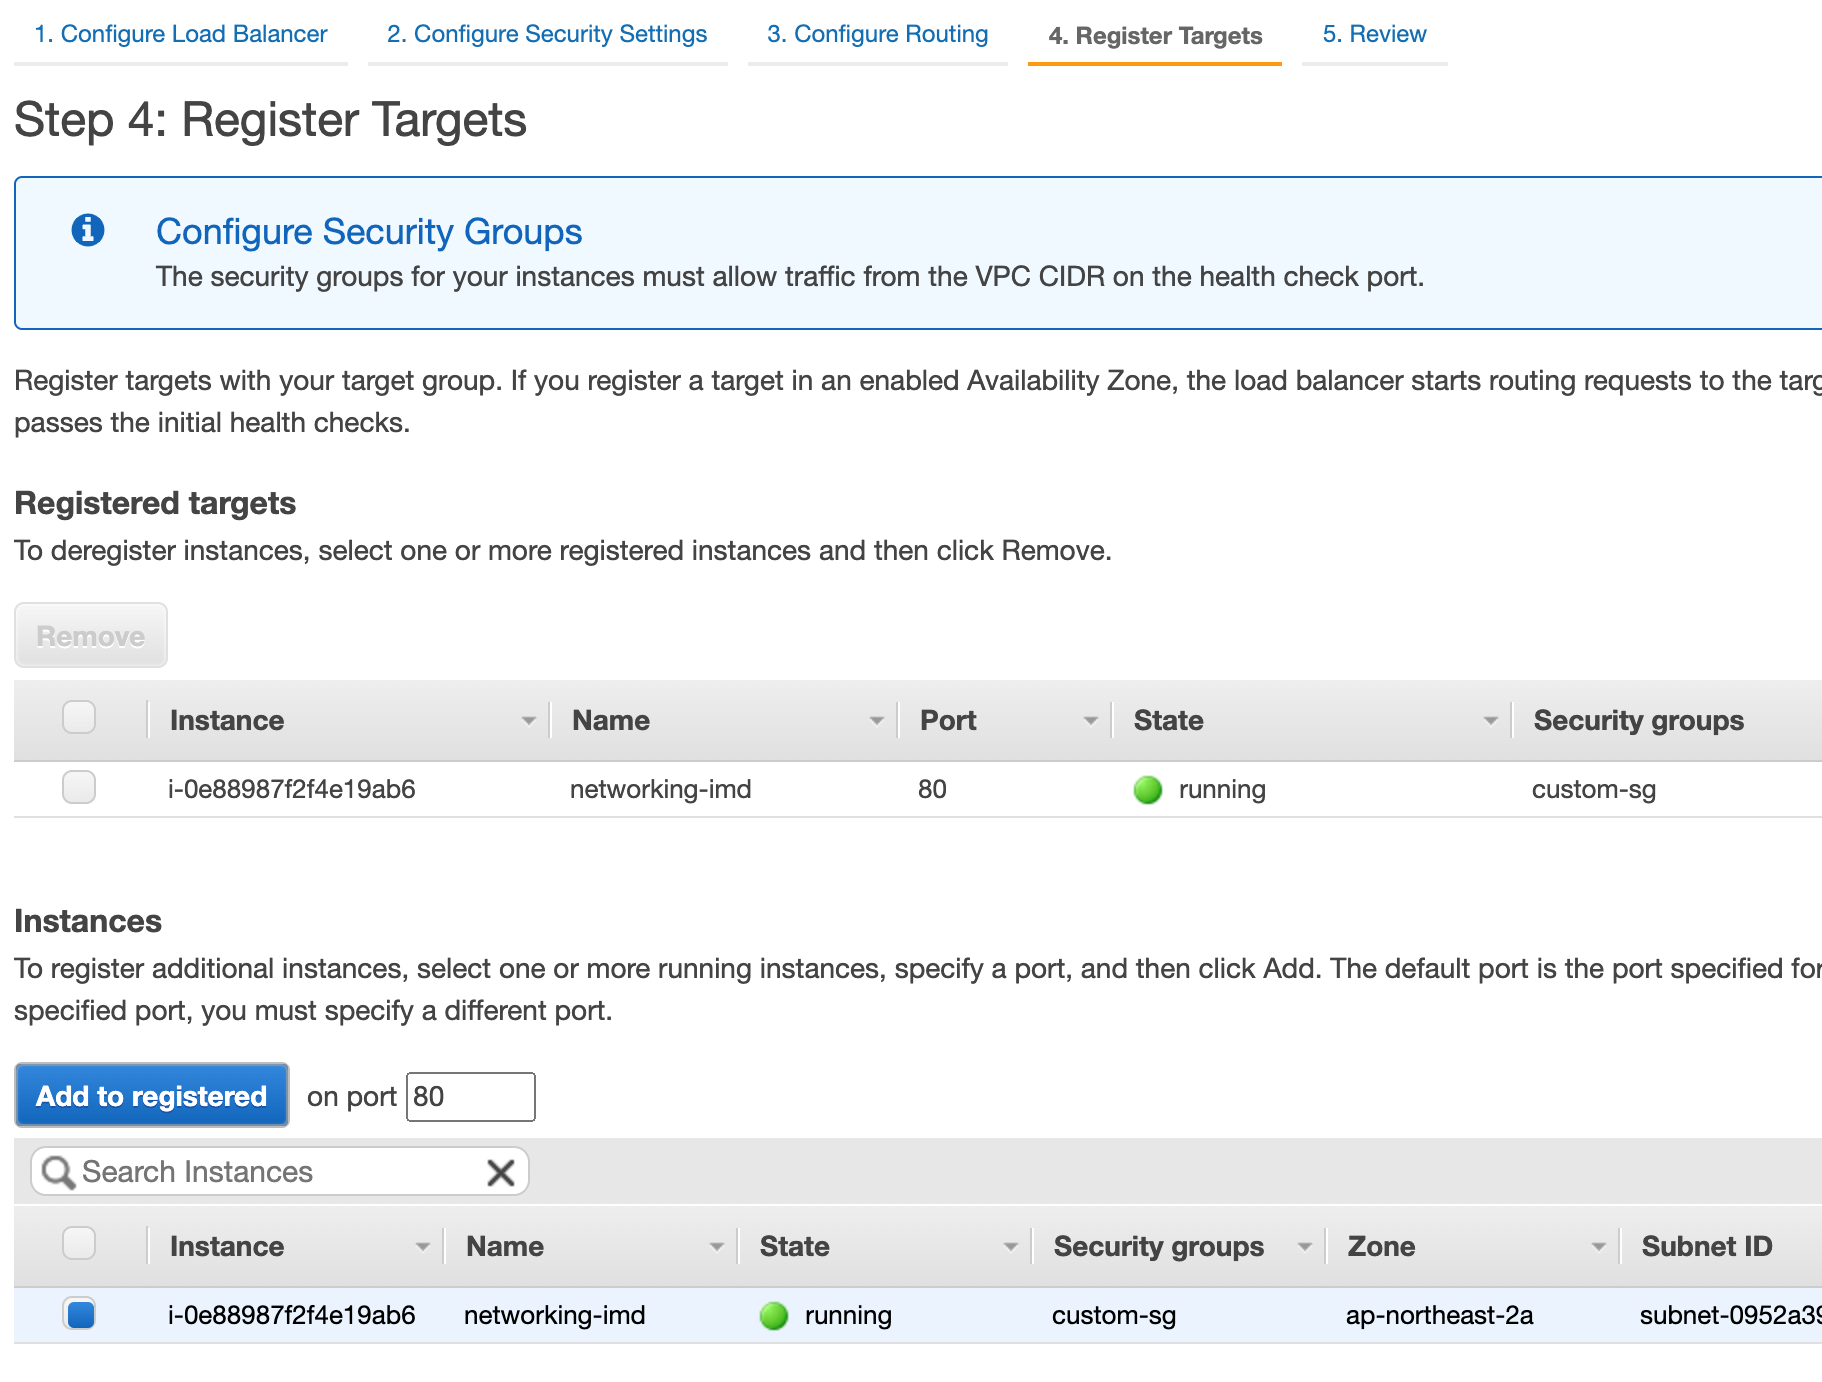 1. Configure Load Balancer 2. Configure Security Settings 3. Configure Routing 4. Register Targets 5. Review
Step 4: Register Targets
Configure Security Groups
The security groups for your instances must allow traffic from the VPC CIDR on the health check port.
Register targets with your target group. If you register a target in an enabled Availability Zone, the load balancer starts routing requests to the targ
passes the initial health checks.
Registered targets
To deregister instances, select one or more registered instances and then click Remove.
Remove
Instance Name Port State Security groups
i-0e88987f2f4e19ab6 networking-imd 80 running custom-sg
Instances
To register additional instances, select one or more running instances, specify a port, and then click Add. The default port is the port specified for
specified port, you must specify a different port.
Add to registered on port 80
Search Instances
Instance Name State Security groups Zone Subnet ID
i-0e88987f2f4e19ab6 networking-imd running custom-sg ap-northeast-2a subnet-0952a39